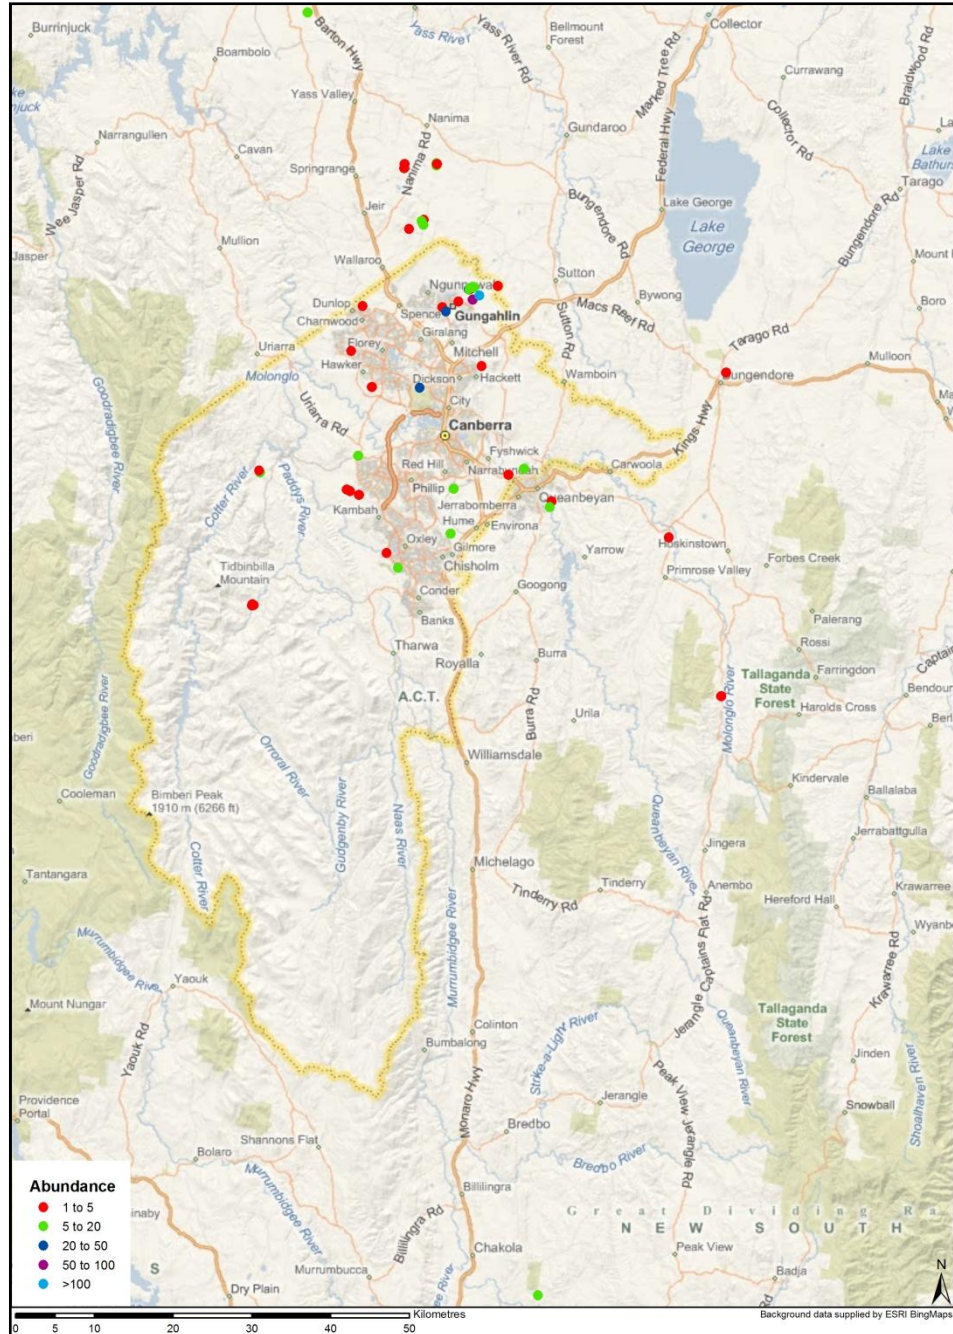 Burrinjuck
Barton Hwy
Yass River
Yass River Rd
Bellmount
Forest
Collector
Boambolo
Marked Tree Rd
Currawang
Braidwood Rd
Yass Valley
Federal Hwy
Collector Rd
Nanima
Gundaroo
Narrangullen
Cavan
Nanima Rd
Lake
Bathur
Springrange
Tarago
Wee Jasper Rd
Jeir
Bungendore Rd
Lake George
Lake
George
Bungendore Rd
Mullion
Jasper
Wallaroo
Mount
Sutton
Ngunnawal
Bywong
Boro
Dunlop
Charnwood
Spence
Gungahlin
Macs Reef Rd
Sutton Rd
Tarago Rd
Giralang
Uriarra
Florey
Mitchell
Mulloon
Hawker
Molonglo
Dickson
Hackett
Wamboin
Bungendore
Goodradigbee River
City
Uriarra Rd
Canberra
Kings Hwy
Fyshwick
Red Hill
Narrabundah
Carwoola
Cotter River
Paddys River
Phillip
Queanbeyan
Jerrabomberra
Kambah
Hume
Environa
Oxley
Gilmore
Hoskinstown
Yarrow
Forbes Creek
Chisholm
Tidbinbilla
Mountain
Primrose Valley
Googong
Conder
Banks
Palerang
Tharwa
Rossi
Royalla
Burra
Captain
Farringdon
Tallaganda
State
Forest
A.C.T.
Goodradigbee River
Burra Rd
Molonglo River
Bendour
Urila
Harolds Cross
Orroral River
Williamsdale
Kindervale
Bimberi Peak
1910 m (6266 ft)
Cooleman
Ballalaba
Gudgenby River
Naas River
Queanbeyan River
Jerrabattgulla
Cotter River
Jingera
Michelago
Tantangara
Tinderry
Anembo
Krawarree
Tinderry Rd
Hereford Hall
Murrumbidgee River
Murrumbidgee River
Jerangle Captains Flat Rd
Krawarree Rd
Yaouk
Mount Nungar
Tallaganda
State
Forest
Colinton
Queanbeyan River
Strike-a-Light River
Yaouk Rd
Bumbalong
Jinden
Shoalhaven River
Providence
Portal
Monaro Hwy
Jerangle
Peak View Jerangle Rd
Snowball
Bredbo
Shannons Flat
Bolaro
Bredbo River
Murrumbidgee River
Billilingra
Abundance
1 to 5
5 to 20
20 to 50
50 to 100
>100
Billilingra Rd
Great Dividing Ra
NEW SOUTH
Chakola
Peak View
N
Murrumbucca
Badja
Dry Plain
Kilometres
Background data supplied by ESRI BingMaps
0 5 10 20 30 40 50